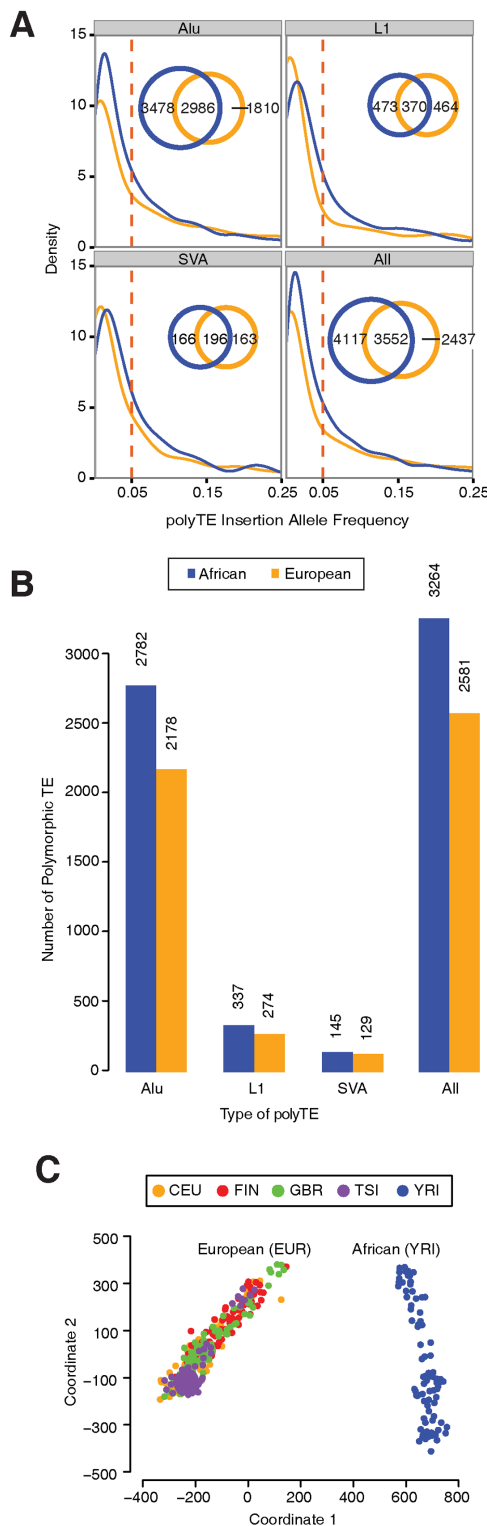 A
Alu
L1
15
10
5
0
3478 2986 1810
473 370 464
Density
SVA
All
15
10
5
0
166 196 163
4117 3552 2437
0.05 0.15 0.25 0.05 0.15 0.25
polyTE Insertion Allele Frequency
B
African European
3264
2782
2581
2178
337
274
145
129
3000
2500
2000
1500
1000
500
0
Number of Polymorphic TE
Alu L1 SVA All
Type of polyTE
C
CEU FIN GBR TSI YRI
European (EUR) African (YRI)
500
300
100
−100
−300
−500
Coordinate 2
−400 −200 0 200 400 600 800
Coordinate 1